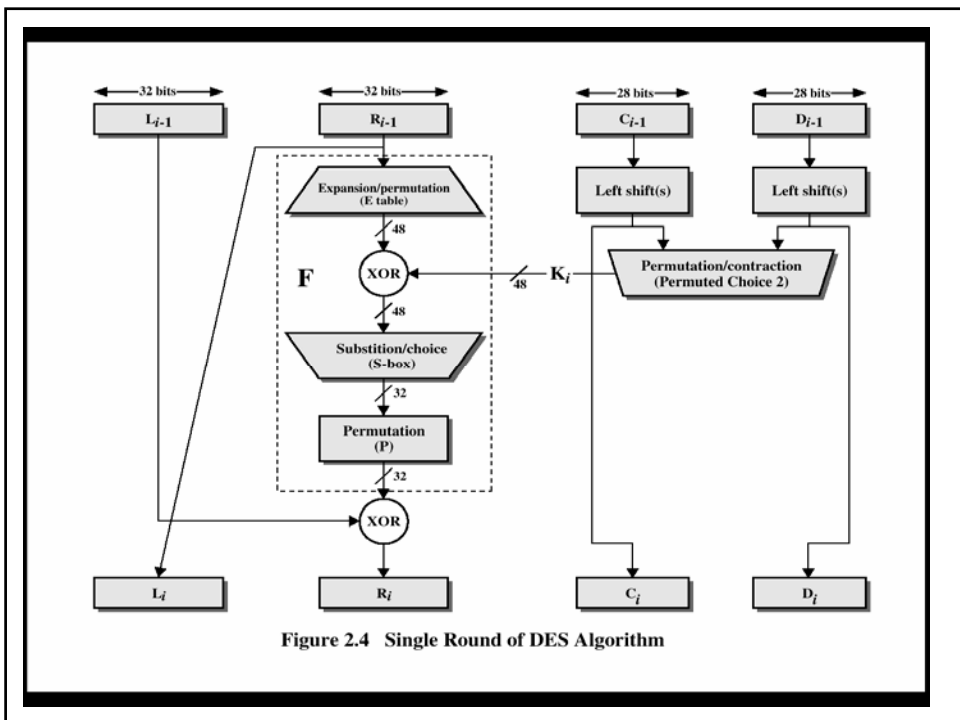 32 bits
32 bits
28 bits
28 bits
Li-1
Ri-1
Ci-1
Di-1
Expansion/permutation
(E table)
Left shift(s)
Left shift(s)
48
F
XOR
48
Ki
Permutation/contraction
(Permuted Choice 2)
48
Substition/choice
(S-box)
32
Permutation
(P)
32
XOR
Li
Ri
Ci
Di
Figure 2.4 Single Round of DES Algorithm